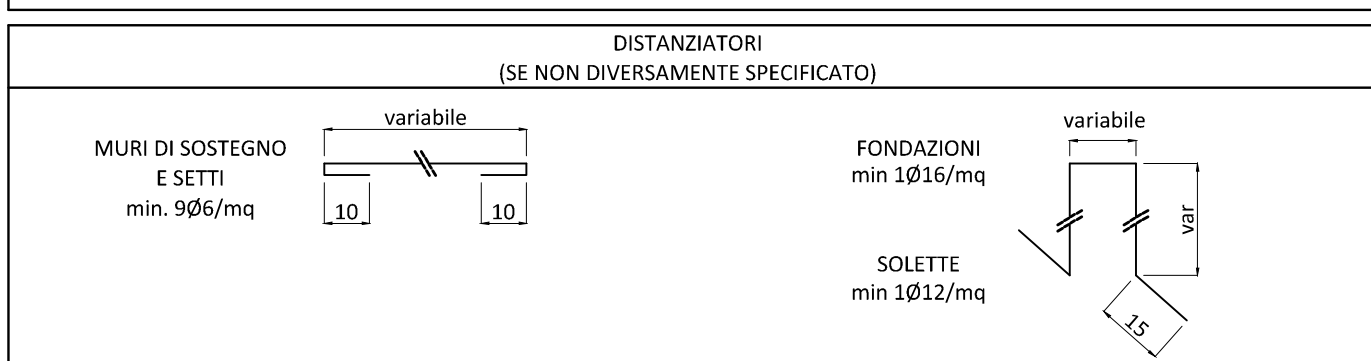 DISTANZIATORI
(SE NON DIVERSAMENTE SPECIFICATO)
MURI DI SOSTEGNO
E SETTI
min. 9Ø6/mq
variabile
10
10
FONDAZIONI
min 1Ø16/mq
SOLETTE
min 1Ø12/mq
variabile
var
15